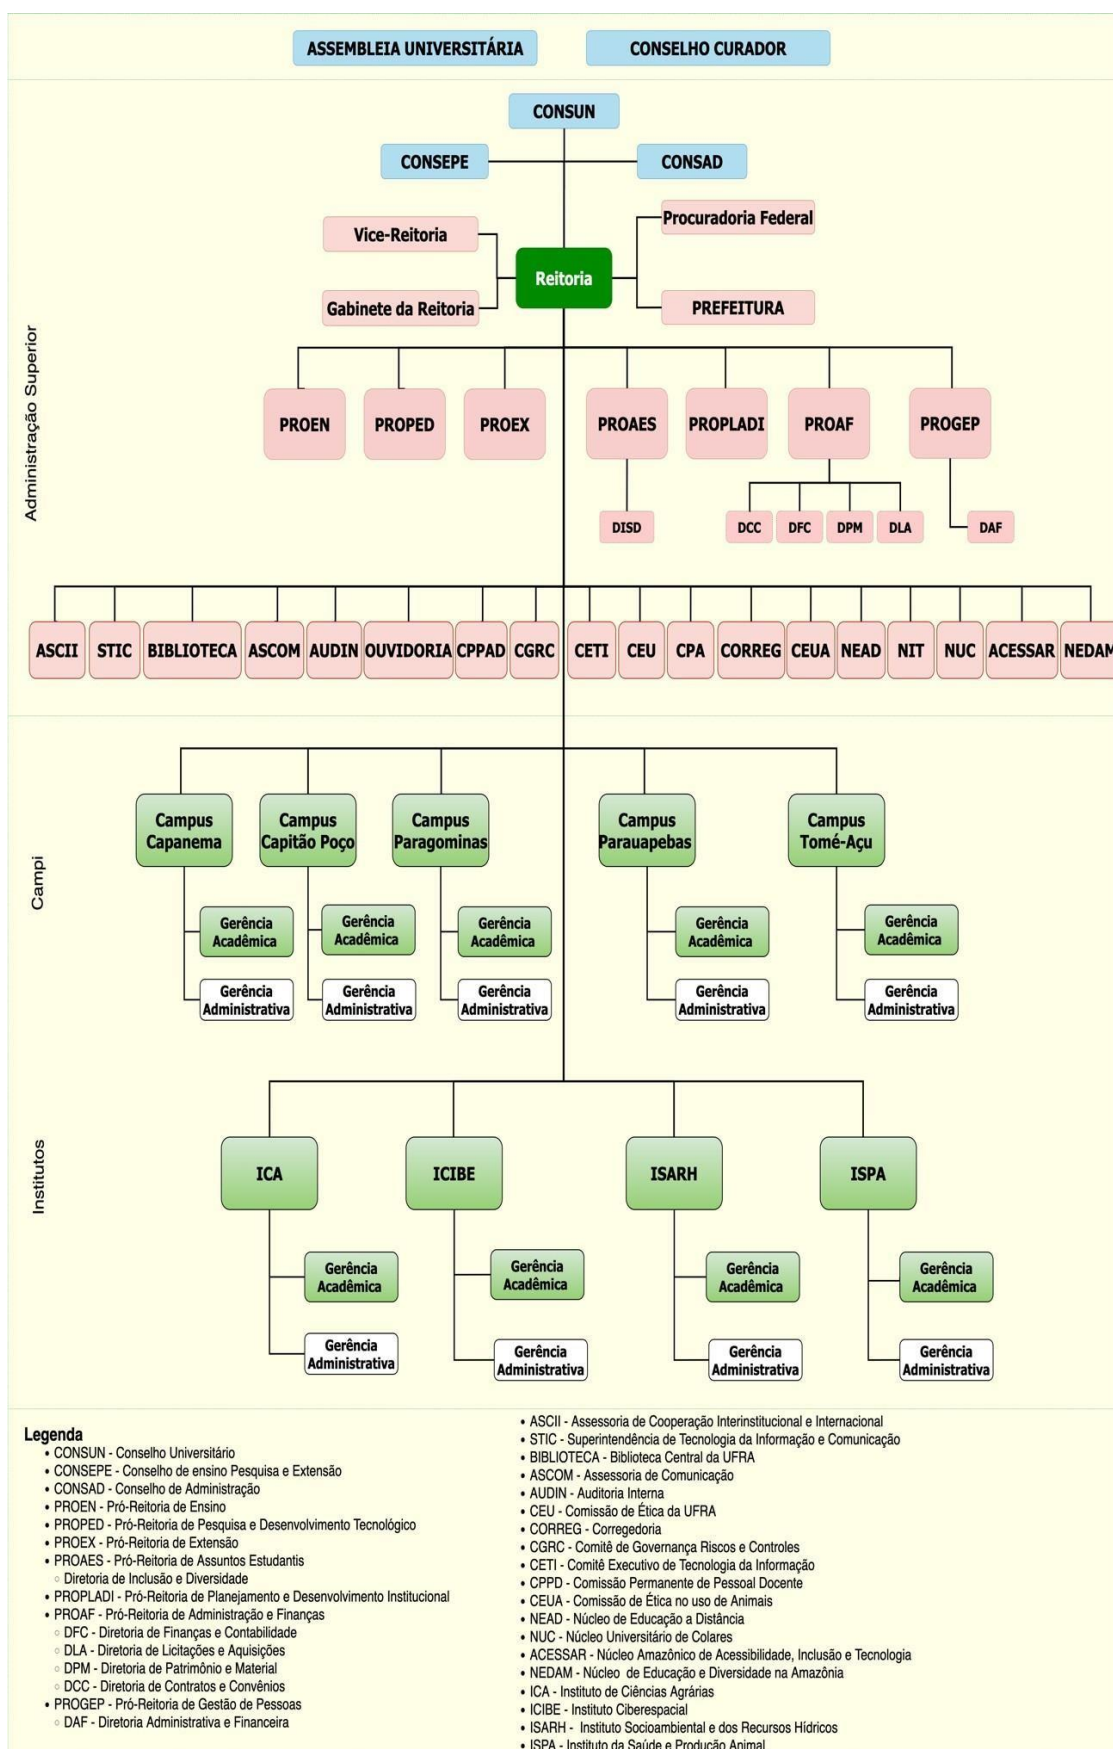 ASSEMBLEIA UNIVERSITÁRIA
CONSELHO CURADOR
CONSUN
CONSEPE
CONSAD
Vice-Reitoria
Procuradoria Federal
Reitoria
Gabinete da Reitoria
PREFEITURA
Administração Superior
PROEN
PROPED
PROEX
PROAES
PROPLADI
PROAF
PROGEP
DISD
DCC
DFC
DPM
DLA
DAF
ASCII
STIC
BIBLIOTECA
ASCOM
AUDIN
OUVIDORIA
CPPAD
CGRC
CETI
CEU
CPA
CORREG
CEUA
NEAD
NIT
NUC
ACESSAR
NEDAM
Campi
Campus
Capanema
Campus
Capitão Poço
Campus
Paragominas
Campus
Parauapebas
Campus
Tomé-Açu
Gerência
Acadêmica
Gerência
Acadêmica
Gerência
Acadêmica
Gerência
Acadêmica
Gerência
Acadêmica
Gerência
Administrativa
Gerência
Administrativa
Gerência
Administrativa
Gerência
Administrativa
Gerência
Administrativa
Institutos
ICA
ICIBE
ISARH
ISPA
Gerência
Acadêmica
Gerência
Acadêmica
Gerência
Acadêmica
Gerência
Acadêmica
Gerência
Administrativa
Gerência
Administrativa
Gerência
Administrativa
Gerência
Administrativa
Legenda
• CONSUN - Conselho Universitário
• CONSEPE - Conselho de ensino Pesquisa e Extensão
• CONSAD - Conselho de Administração
• PROEN - Pró-Reitoria de Ensino
• PROPED - Pró-Reitoria de Pesquisa e Desenvolvimento Tecnológico
• PROEX - Pró-Reitoria de Extensão
• PROAES - Pró-Reitoria de Assuntos Estudantis
○ Diretoria de Inclusão e Diversidade
• PROPLADI - Pró-Reitoria de Planejamento e Desenvolvimento Institucional
• PROAF - Pró-Reitoria de Administração e Finanças
○ DFC - Diretoria de Finanças e Contabilidade
○ DLA - Diretoria de Licitações e Aquisições
○ DPM - Diretoria de Patrimônio e Material
○ DCC - Diretoria de Contratos e Convênios
• PROGEP - Pró-Reitoria de Gestão de Pessoas
○ DAF - Diretoria Administrativa e Financeira
• ASCII - Assessoria de Cooperação Interinstitucional e Internacional
• STIC - Superintendência de Tecnologia da Informação e Comunicação
• BIBLIOTECA - Biblioteca Central da UFRA
• ASCOM - Assessoria de Comunicação
• AUDIN - Auditoria Interna
• CEU - Comissão de Ética da UFRA
• CORREG - Corregedoria
• CGRC - Comitê de Governança Riscos e Controles
• CETI - Comitê Executivo de Tecnologia da Informação
• CPPD - Comissão Permanente de Pessoal Docente
• CEUA - Comissão de Ética no uso de Animais
• NEAD - Núcleo de Educação a Distância
• NUC - Núcleo Universitário de Colares
• ACESSAR - Núcleo Amazônico de Acessibilidade, Inclusão e Tecnologia
• NEDAM - Núcleo de Educação e Diversidade na Amazônia
• ICA - Instituto de Ciências Agrárias
• ICIBE - Instituto Ciberespacial
• ISARH - Instituto Socioambiental e dos Recursos Hídricos
• ISPA - Instituto da Saúde e Produção Animal